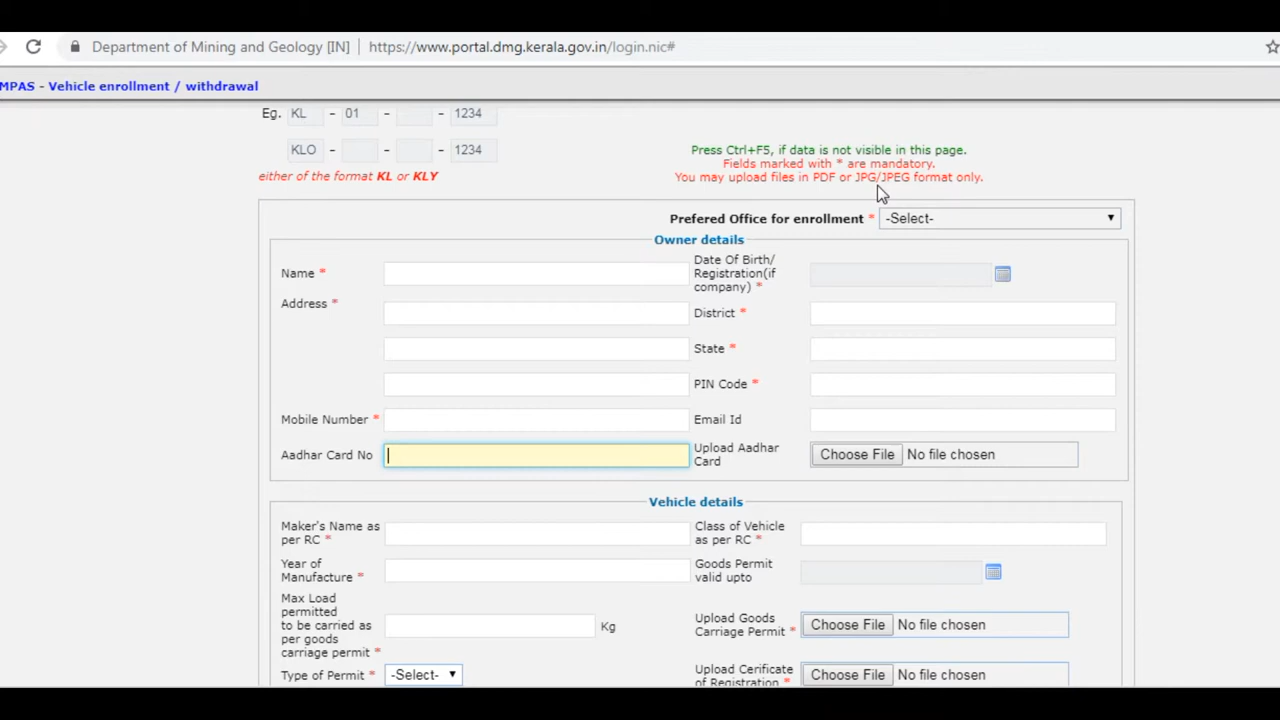 Department of Mining and Geology [IN] | https://www.portal.dmg.kerala.gov.in/login.nic#
MPAS - Vehicle enrollment / withdrawal
Eg. KL - 01 - - 1234
KLO - - - 1234
either of the format KL or KLY
Press Ctrl+F5, if data is not visible in this page.
Fields marked with * are mandatory.
You may upload files in PDF or JPG/JPEG format only.
Prefered Office for enrollment * -Select-
Owner details
Name *
Date Of Birth/
Registration(if
company) *
Address *
District *
State *
PIN Code *
Mobile Number *
Email Id
Aadhar Card No
Upload Aadhar
Card
Choose File No file chosen
Vehicle details
Maker's Name as
per RC *
Class of Vehicle
as per RC *
Year of
Manufacture *
Goods Permit
valid upto
Max Load
permitted
to be carried as
per goods
carriage permit *
Kg
Upload Goods
Carriage Permit *
Choose File No file chosen
Type of Permit * -Select-
Upload Cerificate
of Registration *
Choose File No file chosen